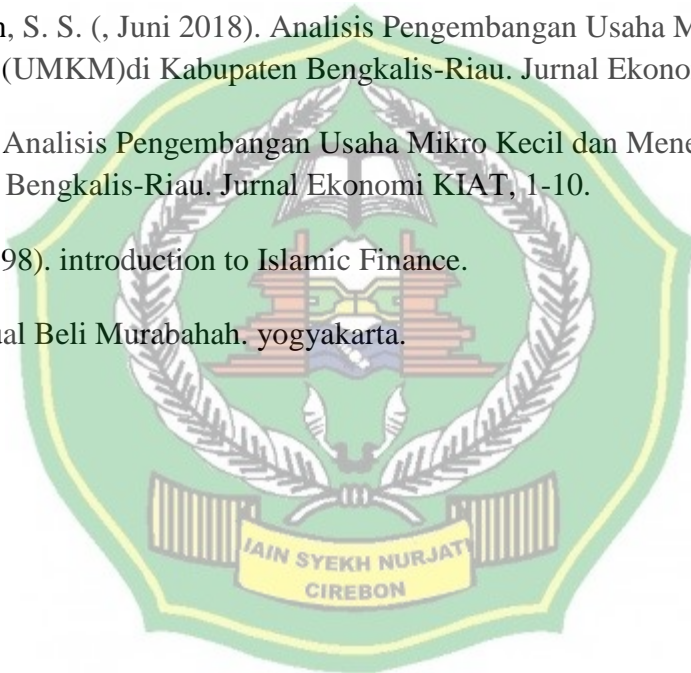 n, S. S. (, Juni 2018). Analisis Pengembangan Usaha M
(UMKM)di Kabupaten Bengkalis-Riau. Jurnal Ekono
Analisis Pengembangan Usaha Mikro Kecil dan Mene
Bengkalis-Riau. Jurnal Ekonomi KIAT, 1-10.
98). introduction to Islamic Finance.
ual Beli Murabahah. yogyakarta.
IAIN SYEKH NURJATI
CIREBON